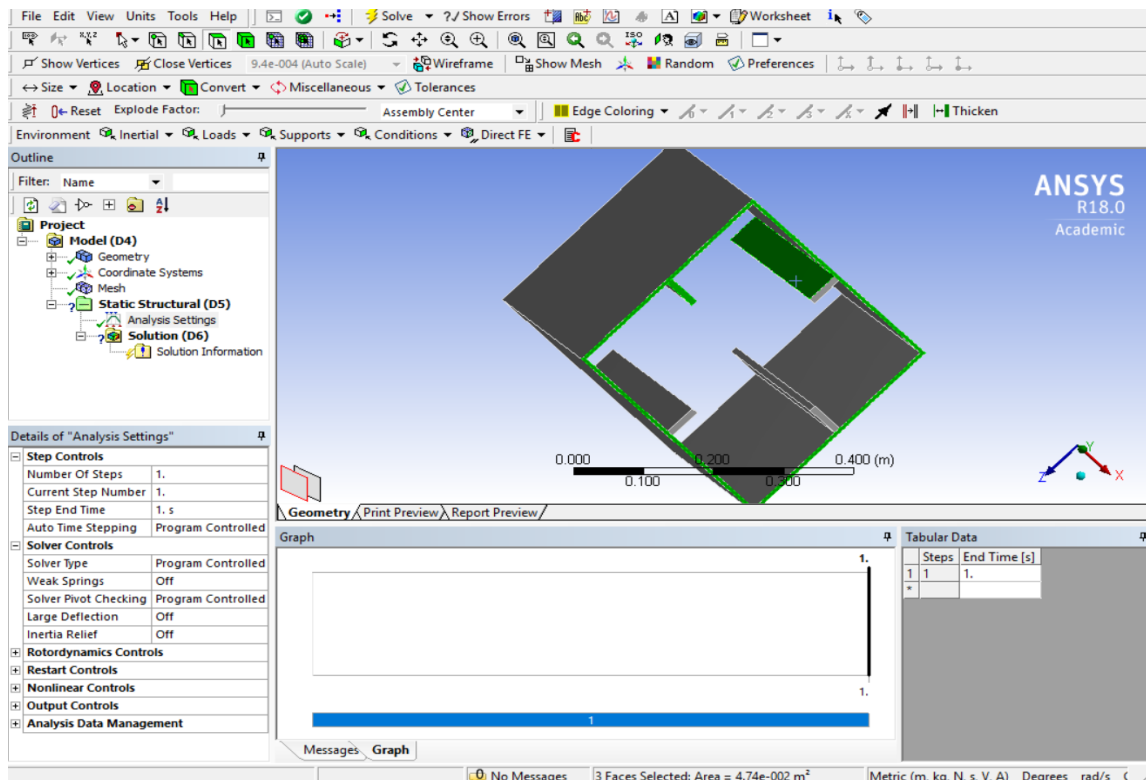 File Edit View Units Tools Help Solve ?/ Show Errors Rbc A Worksheet i
x,y,z ISO
Show Vertices Close Vertices 9.4e-004 (Auto Scale) Wireframe Show Mesh Random Preferences
Size Location Convert Miscellaneous Tolerances
Reset Explode Factor: Assembly Center Edge Coloring Thicken
Environment Inertial Loads Supports Conditions Direct FE
Outline
Filter: Name
Project
Model (D4)
Geometry
Coordinate Systems
Mesh
Static Structural (D5)
Analysis Settings
Solution (D6)
Solution Information
Details of "Analysis Settings"
Step Controls
Number Of Steps 1.
Current Step Number 1.
Step End Time 1. s
Auto Time Stepping Program Controlled
Solver Controls
Solver Type Program Controlled
Weak Springs Off
Solver Pivot Checking Program Controlled
Large Deflection Off
Inertia Relief Off
Rotordynamics Controls
Restart Controls
Nonlinear Controls
Output Controls
Analysis Data Management
ANSYS
R18.0
Academic
0.000 0.200 0.400 (m)
0.100 0.300
Y
Z X
Geometry Print Preview Report Preview
Graph
1.
1.
1
Messages Graph
Tabular Data
Steps End Time [s]
1 1 1.
*
0 No Messages 3 Faces Selected: Area = 4.74e-002 m² Metric (m, kg, N, s, V, A) Degrees rad/s